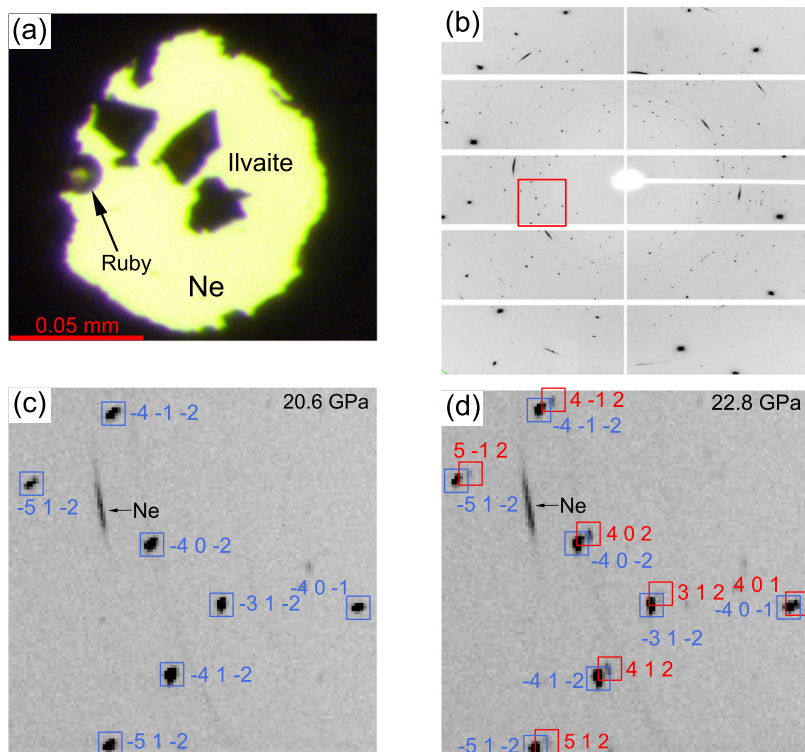 (a)
Ilvaite
Ruby
Ne
0.05 mm
(b)
(c)
20.6 GPa
-4 -1 -2
-5 1 -2
Ne
-4 0 -2
-4 0 -1
-3 1 -2
-4 1 -2
-5 1 -2
(d)
22.8 GPa
4 -1 2
-4 -1 -2
5 -1 2
-5 1 -2
Ne
4 0 2
-4 0 -2
3 1 2
4 0 1
-4 0 -1
-3 1 -2
4 1 2
-4 1 -2
-5 1 -2
5 1 2